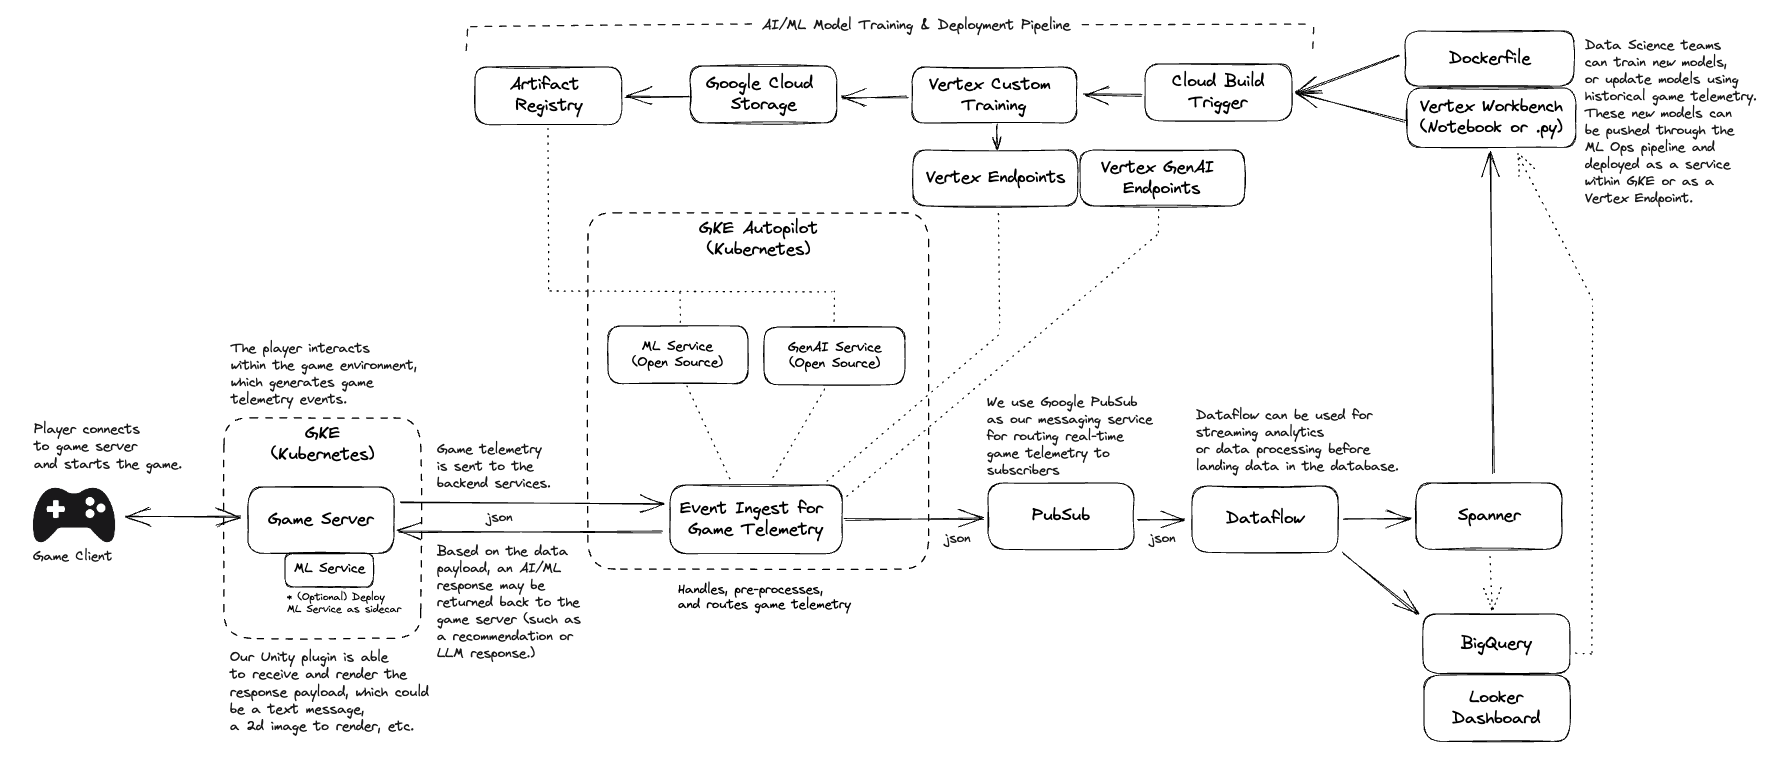 AI/ML Model Training & Deployment Pipeline
Artifact
Registry
Google Cloud
Storage
Vertex Custom
Training
Cloud Build
Trigger
Dockerfile
Vertex Workbench
(Notebook or .py)
Data Science teams
can train new models,
or update models using
historical game telemetry.
These new models can
be pushed through the
ML Ops pipeline and
deployed as a service
within GKE or as a
Vertex Endpoint.
Vertex Endpoints
Vertex GenAI
Endpoints
GKE Autopilot
(Kubernetes)
ML Service
(Open Source)
GenAI Service
(Open Source)
The player interacts
within the game environment,
which generates game
telemetry events.
Player connects
to game server
and starts the game.
Game Client
GKE
(Kubernetes)
Game Server
ML Service
* (Optional) Deploy
ML Service as sidecar
Our Unity plugin is able
to receive and render the
response payload, which could
be a text message,
a 2d image to render, etc.
Game telemetry
is sent to the
backend services.
json
Based on the data
payload, an AI/ML
response may be
returned back to the
game server (such as
a recommendation or
LLM response.)
Event Ingest for
Game Telemetry
Handles, pre-processes,
and routes game telemetry
json
We use Google PubSub
as our messaging service
for routing real-time
game telemetry to
subscribers
PubSub
json
Dataflow can be used for
streaming analytics
or data processing before
landing data in the database.
Dataflow
Spanner
BigQuery
Looker
Dashboard